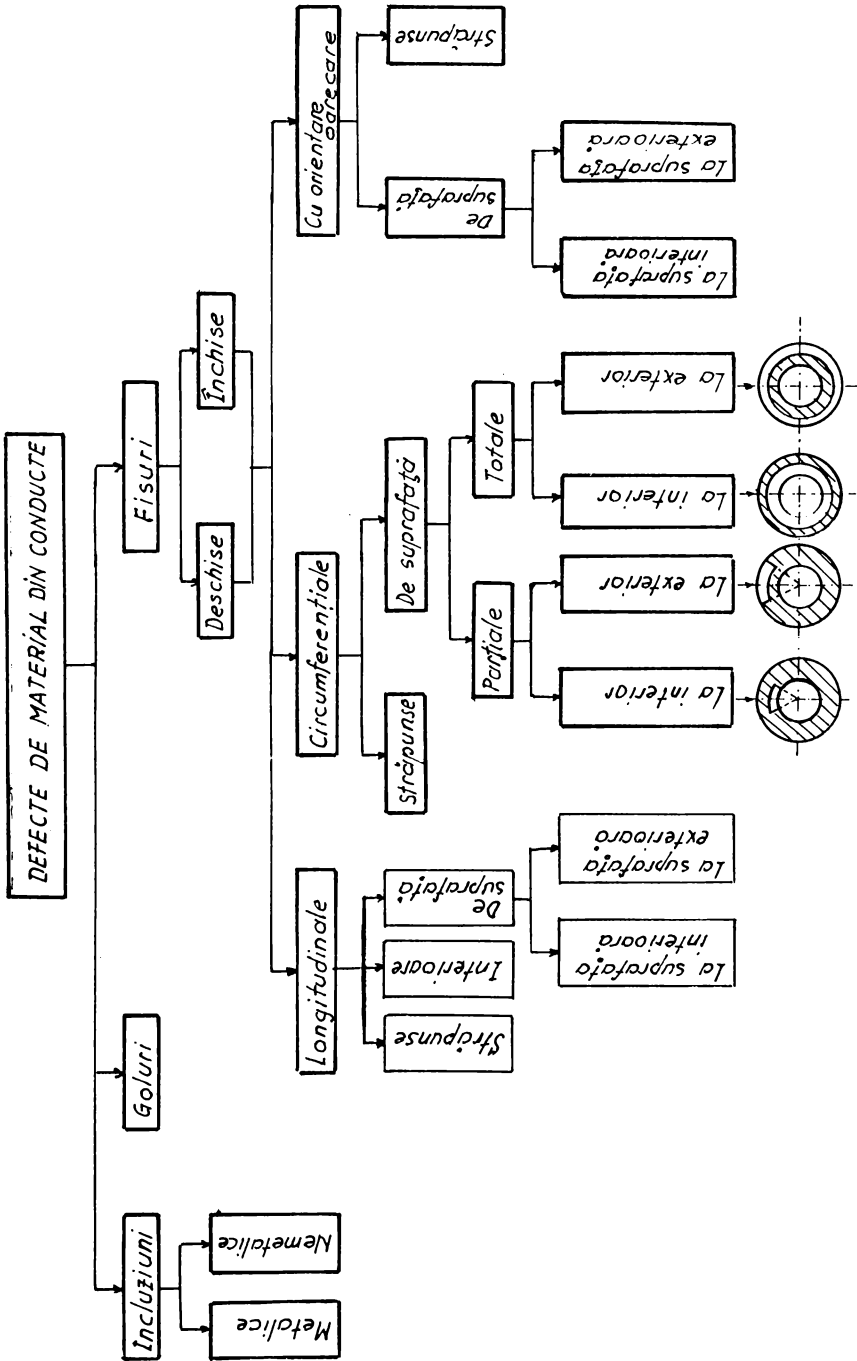 DEFECTE DE MATERIAL DIN CONDUCTE
Incluziuni
Goluri
Fisuri
Metalice
Nemetalice
Deschise
Închise
Longitudinale
Circumferențiale
Cu orientare
oarecare
Străpunse
Interioare
De
suprafață
Străpunse
De suprafață
De
suprafață
Străpunse
Parțiale
Totale
La suprafața
interioară
La suprafața
exterioară
La interior
La exterior
La interior
La exterior
La suprafața
interioară
La suprafața
exterioară